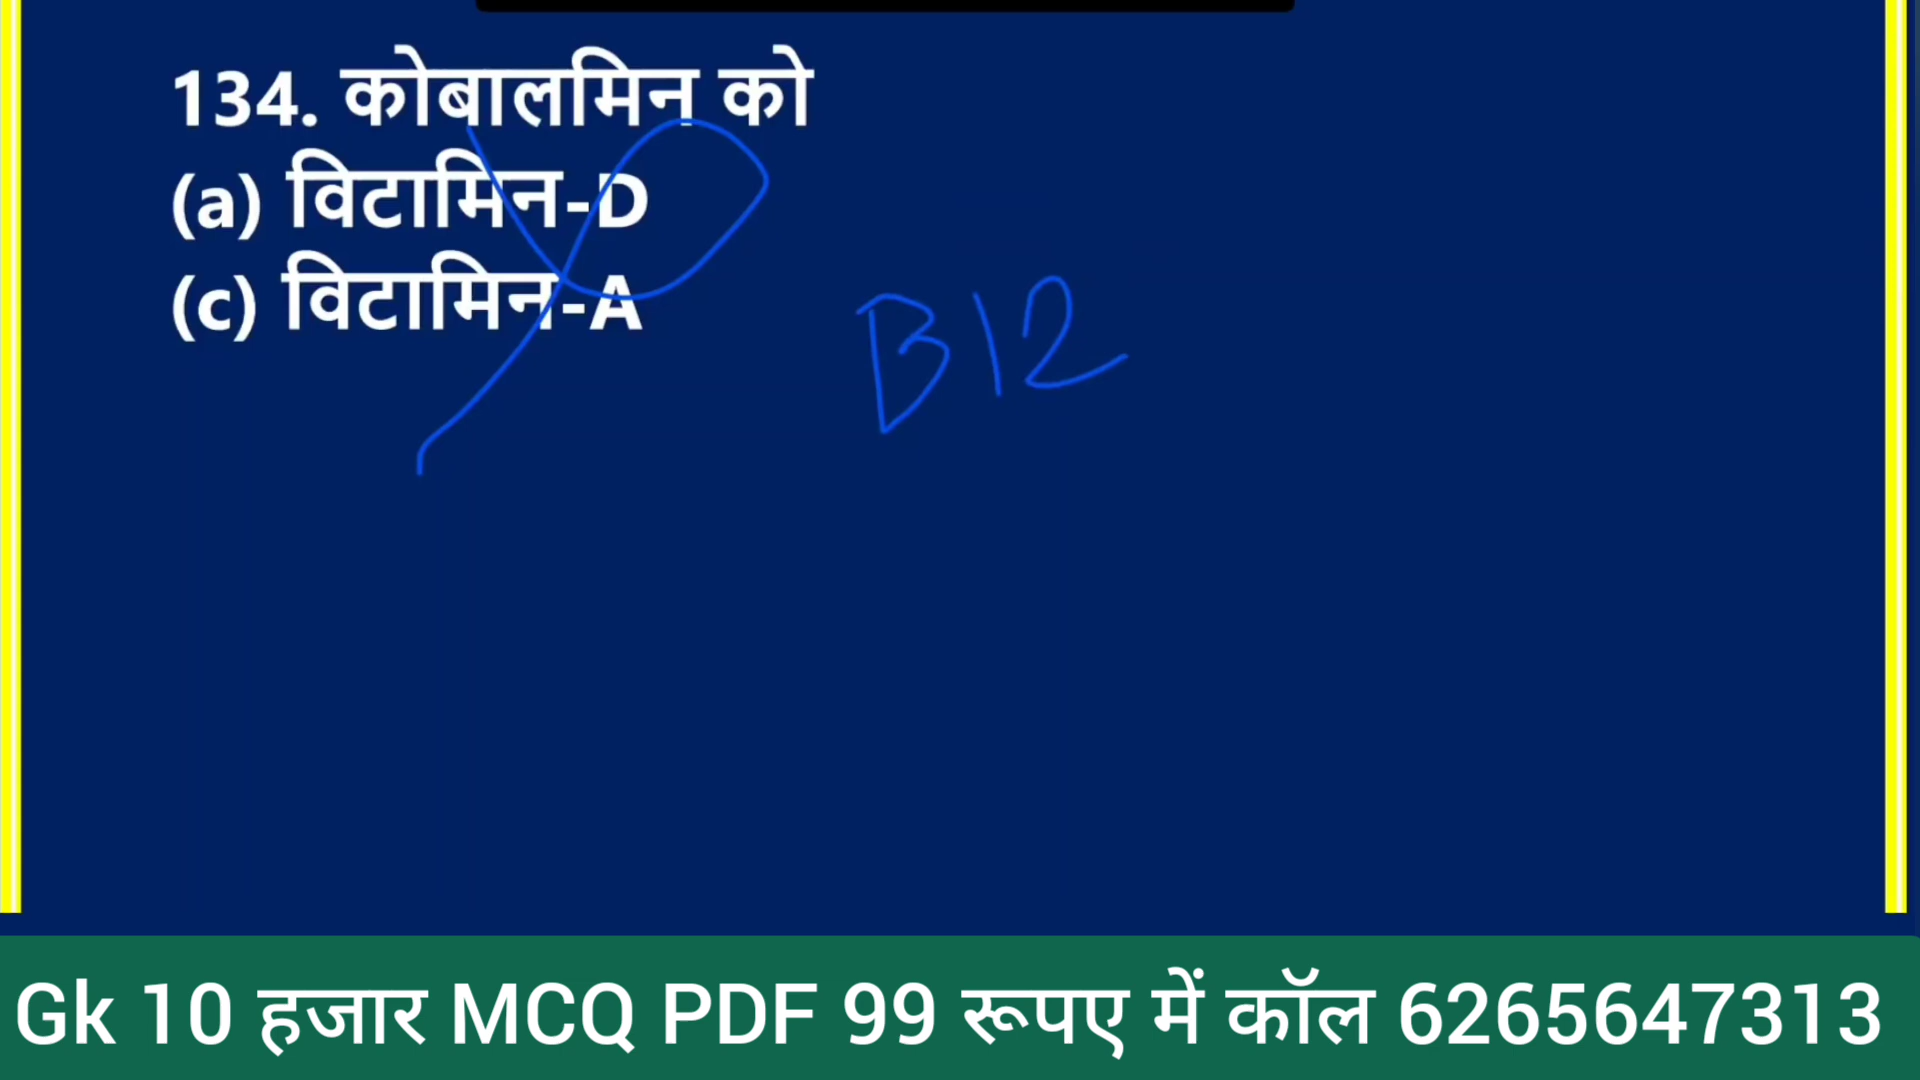 134. कोबालमिन को
(a) विटामिन-D
(c) विटामिन-A
B12
Gk 10 हजार MCQ PDF 99 रूपए में कॉल 6265647313